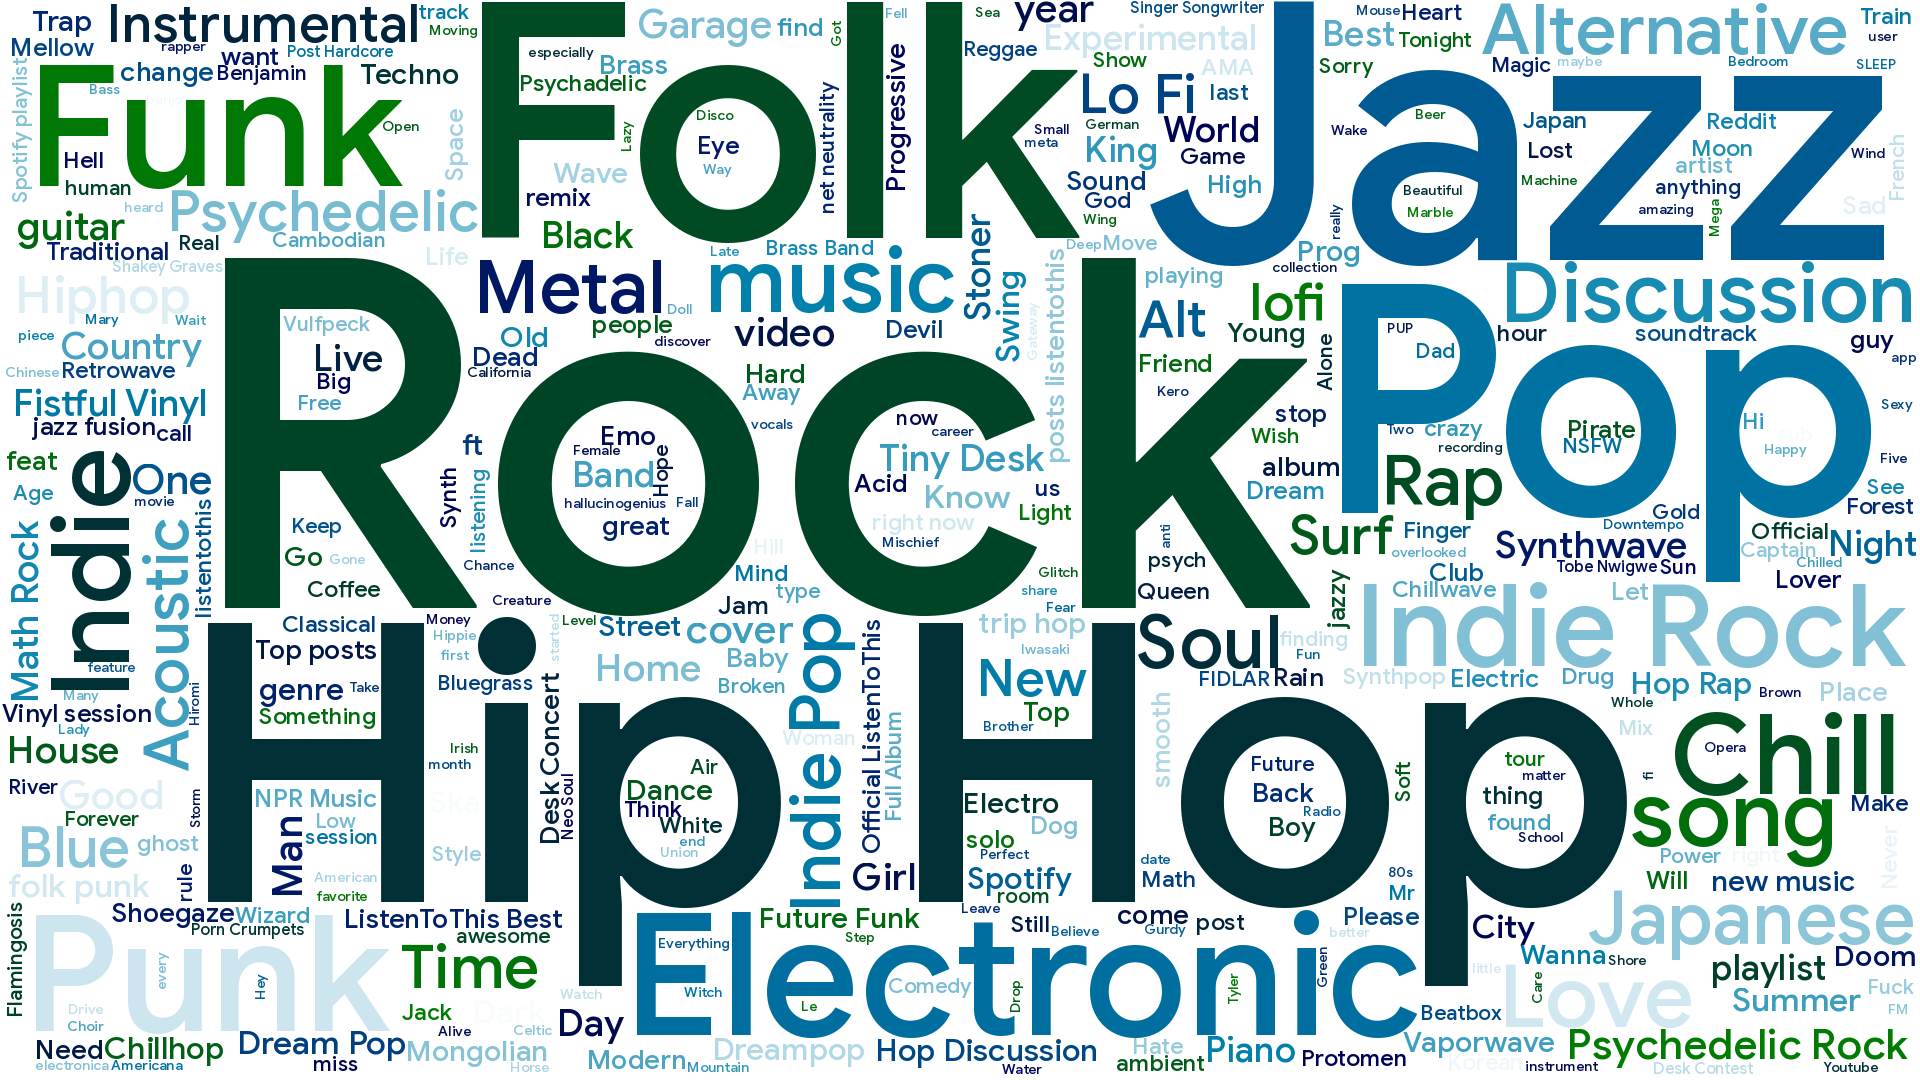 Trap
Instrumental
track
Moving
Garage
find
Got
Fell
Sea
year
Singer Songwriter
Mouse
Heart
Alternative
Train
user
Mellow
rapper
want
Post Hardcore
especially
Folk
Reggae
Experimental
Best
Tonight
Jazz
Spotify playlist
change
Benjamin
Techno
Psychadelic
Brass
Progressive
Show
AMA
Sorry
Magic
maybe
Bedroom
SLEEP
Bass
Funk
Open
Space
Lazy
Disco
Eye
Way
net neutrality
Lo Fi
last
German
Small
meta
World
Wake
Beer
Japan
Reddit
Hell
human
heard
Wave
remix
King
Game
Sound
God
High
Wing
Lost
Moon
artist
Wind
French
Machine
anything
Beautiful
Marble
amazing
Mega
Sad
guitar
Psychedelic
Traditional
Real
Cambodian
Life
Black
Late
Brass Band
Stoner
Deep
Move
really
Prog
collection
Shakey Graves
Hiphop
Mary
Wait
Metal
music
posts listentothis
playing
Discussion
piece
Country
Vulfpeck
Old
people
Doll
discover
video
Devil
Swing
Gateway
Alt
lofi
Young
PUP
Pop
hour
soundtrack
guy
app
Chinese
Retrowave
Live
Big
Free
Rock
Dead
California
Hard
Away
Friend
Kero
Alone
Dad
Fistful Vinyl
jazz fusion
call
ft
vocals
now
career
stop
Wish
Two
crazy
recording
Pirate
NSFW
Hi
Happy
Sexy
feat
Age
Indie
One
movie
Emo
Female
Band
Hope
hallucinogenius
Fall
great
Tiny Desk
Acid
Know
right now
Mischief
us
Light
album
Dream
Rap
Five
See
Forest
Math Rock
Acoustic
listentothis
Keep
Go
Gone
Coffee
Synth
listening
Chance
Hill
Mind
type
Glitch
share
Fear
anti
psych
Queen
Surf
Finger
overlooked
Club
Chillwave
Synthwave
Downtempo
Gold
Official
Captain
Chilled
Night
Tobe Nwigwe
Sun
Lover
jazzy
Let
feature
Many
Classical
Top posts
genre
Take
Something
Money
Creature
Hippie
first
Bluegrass
started
Level
Street
Jam
cover
Baby
Home
Broken
Indie Pop
Official ListenToThis
trip hop
Iwasaki
New
Top
Brother
Soul
finding
Fun
FIDLAR
Rain
Indie Rock
Synthpop
Electric
Drug
Hop Rap
Brown
Place
Vinyl session
Lady
Hiromi
House
River
Hip Hop
Irish
month
Desk Concert
Neo Soul
Woman
Full Album
smooth
Whole
Mix
Chill
Opera
Good
Forever
Storm
NPR Music
Low
session
Ska
Air
Dance
Think
White
end
Union
Electro
solo
Dog
Perfect
Future
Back
Radio
Boy
Soft
tour
matter
thing
found
School
fi
song
Make
Blue
ghost
rule
Man
Style
American
favorite
Girl
Spotify
room
date
Math
80s
Mr
Power
right
Will
new music
Never
folk punk
Shoegaze
Wizard
Porn Crumpets
ListenToThis Best
awesome
Future Funk
Step
Leave
Still
Believe
come
Gurdy
post
Please
better
City
Japanese
Flamingosis
Punk
every
Hey
Time
Everything
Witch
Electronic
Comedy
Le
Drop
Tyler
Green
little
Wanna
Care
Shore
playlist
Doom
Drive
Choir
Jack
Dark
Watch
Day
Beatbox
Love
Summer
Fuck
FM
Need
Chillhop
electronica
Americana
Dream Pop
miss
Alive
Mongolian
Celtic
Horse
Modern
Mountain
Dreampop
Hop Discussion
Water
Hate
ambient
Piano
Protomen
Vaporwave
Korean
instrument
Psychedelic Rock
Desk Contest
Youtube